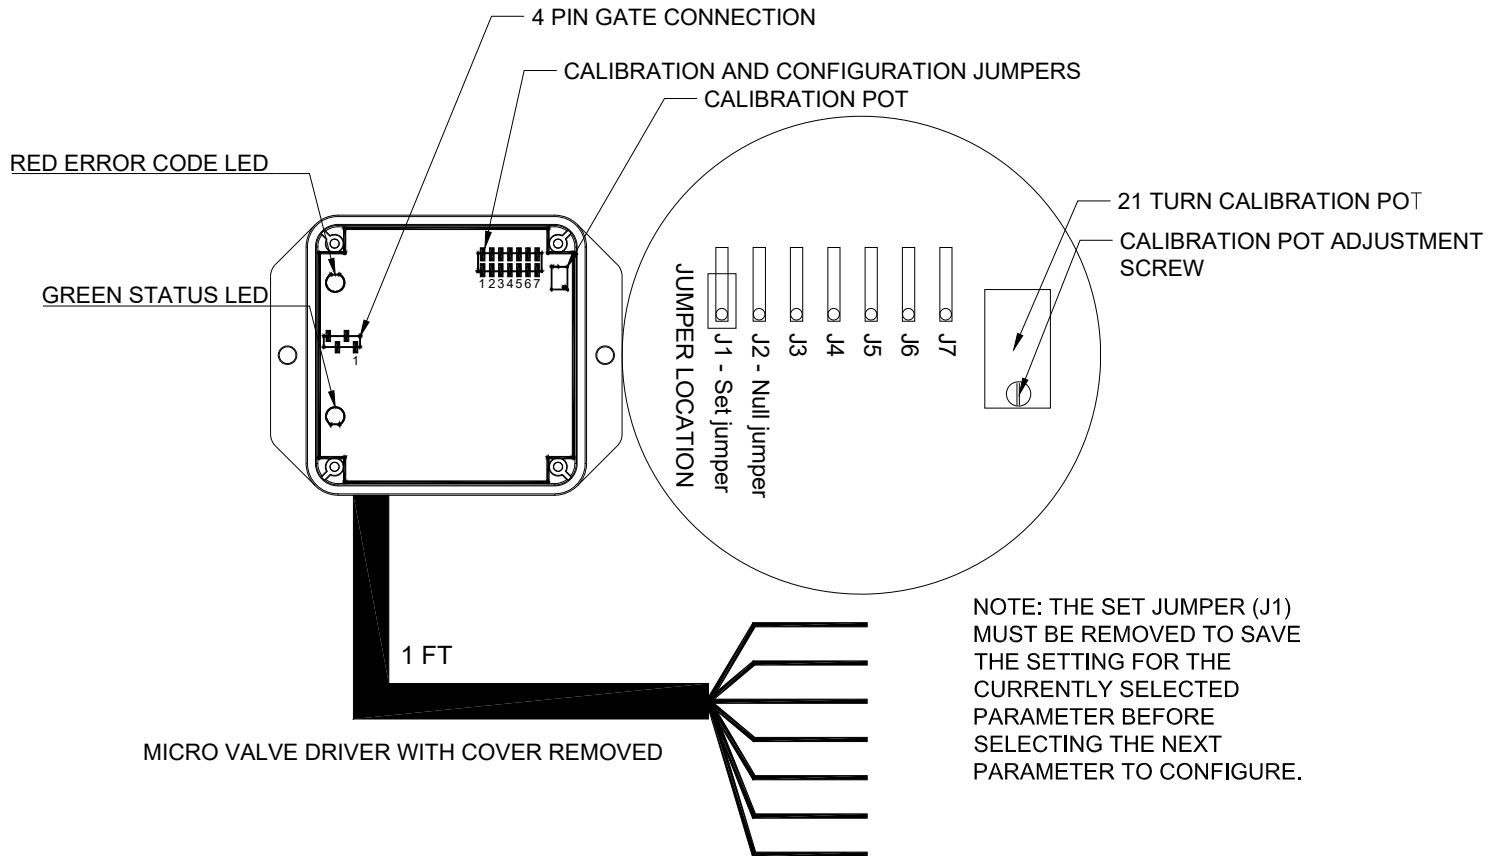 4 PIN GATE CONNECTION
CALIBRATION AND CONFIGURATION JUMPERS
CALIBRATION POT
RED ERROR CODE LED
GREEN STATUS LED
1234567
1
21 TURN CALIBRATION POT
CALIBRATION POT ADJUSTMENT
SCREW
JUMPER LOCATION
J1 - Set jumper
J2 - Null jumper
J3
J4
J5
J6
J7
1 FT
MICRO VALVE DRIVER WITH COVER REMOVED
NOTE: THE SET JUMPER (J1)
MUST BE REMOVED TO SAVE
THE SETTING FOR THE
CURRENTLY SELECTED
PARAMETER BEFORE
SELECTING THE NEXT
PARAMETER TO CONFIGURE.